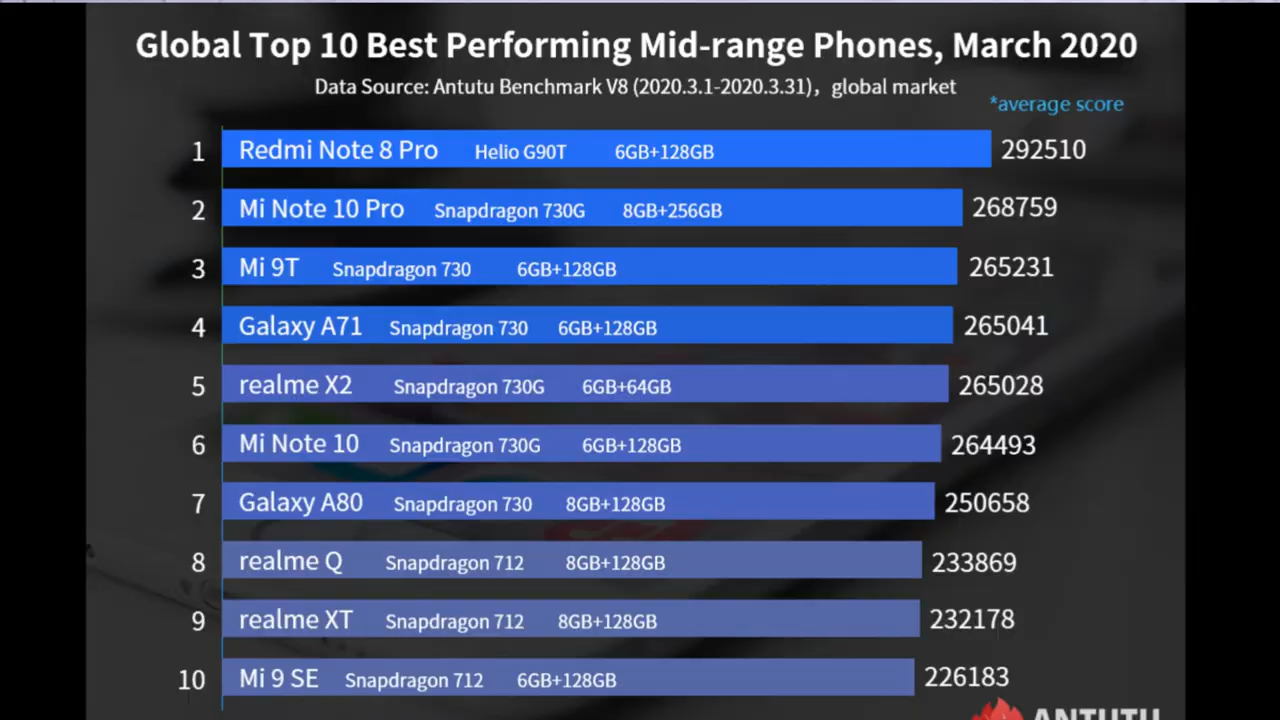 Global Top 10 Best Performing Mid-range Phones, March 2020
Data Source: Antutu Benchmark V8 (2020.3.1-2020.3.31)，global market
*average score
1 Redmi Note 8 Pro Helio G90T 6GB+128GB 292510
2 Mi Note 10 Pro Snapdragon 730G 8GB+256GB 268759
3 Mi 9T Snapdragon 730 6GB+128GB 265231
4 Galaxy A71 Snapdragon 730 6GB+128GB 265041
5 realme X2 Snapdragon 730G 6GB+64GB 265028
6 Mi Note 10 Snapdragon 730G 6GB+128GB 264493
7 Galaxy A80 Snapdragon 730 8GB+128GB 250658
8 realme Q Snapdragon 712 8GB+128GB 233869
9 realme XT Snapdragon 712 8GB+128GB 232178
10 Mi 9 SE Snapdragon 712 6GB+128GB 226183
ANTUTU